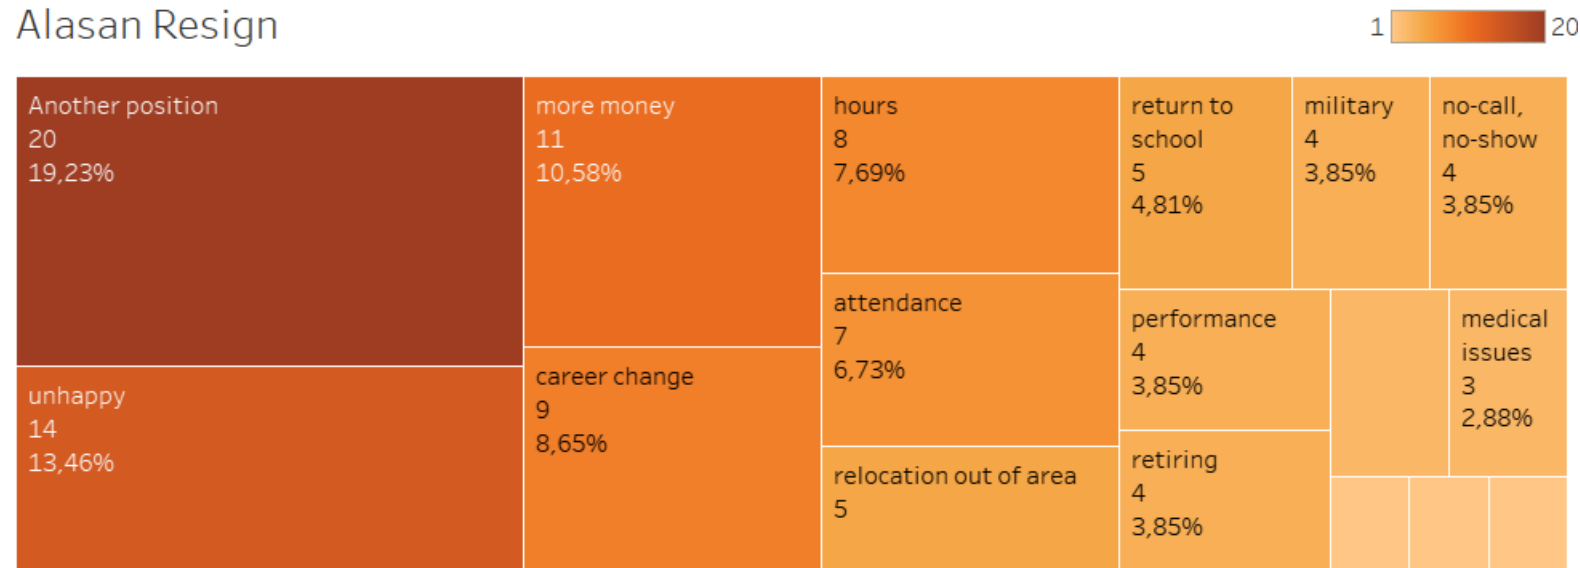 Alasan Resign
1
20
Another position
20
19,23%
unhappy
14
13,46%
more money
11
10,58%
career change
9
8,65%
hours
8
7,69%
attendance
7
6,73%
relocation out of area
5
return to
school
5
4,81%
military
4
3,85%
no-call,
no-show
4
3,85%
performance
4
3,85%
retiring
4
3,85%
medical
issues
3
2,88%